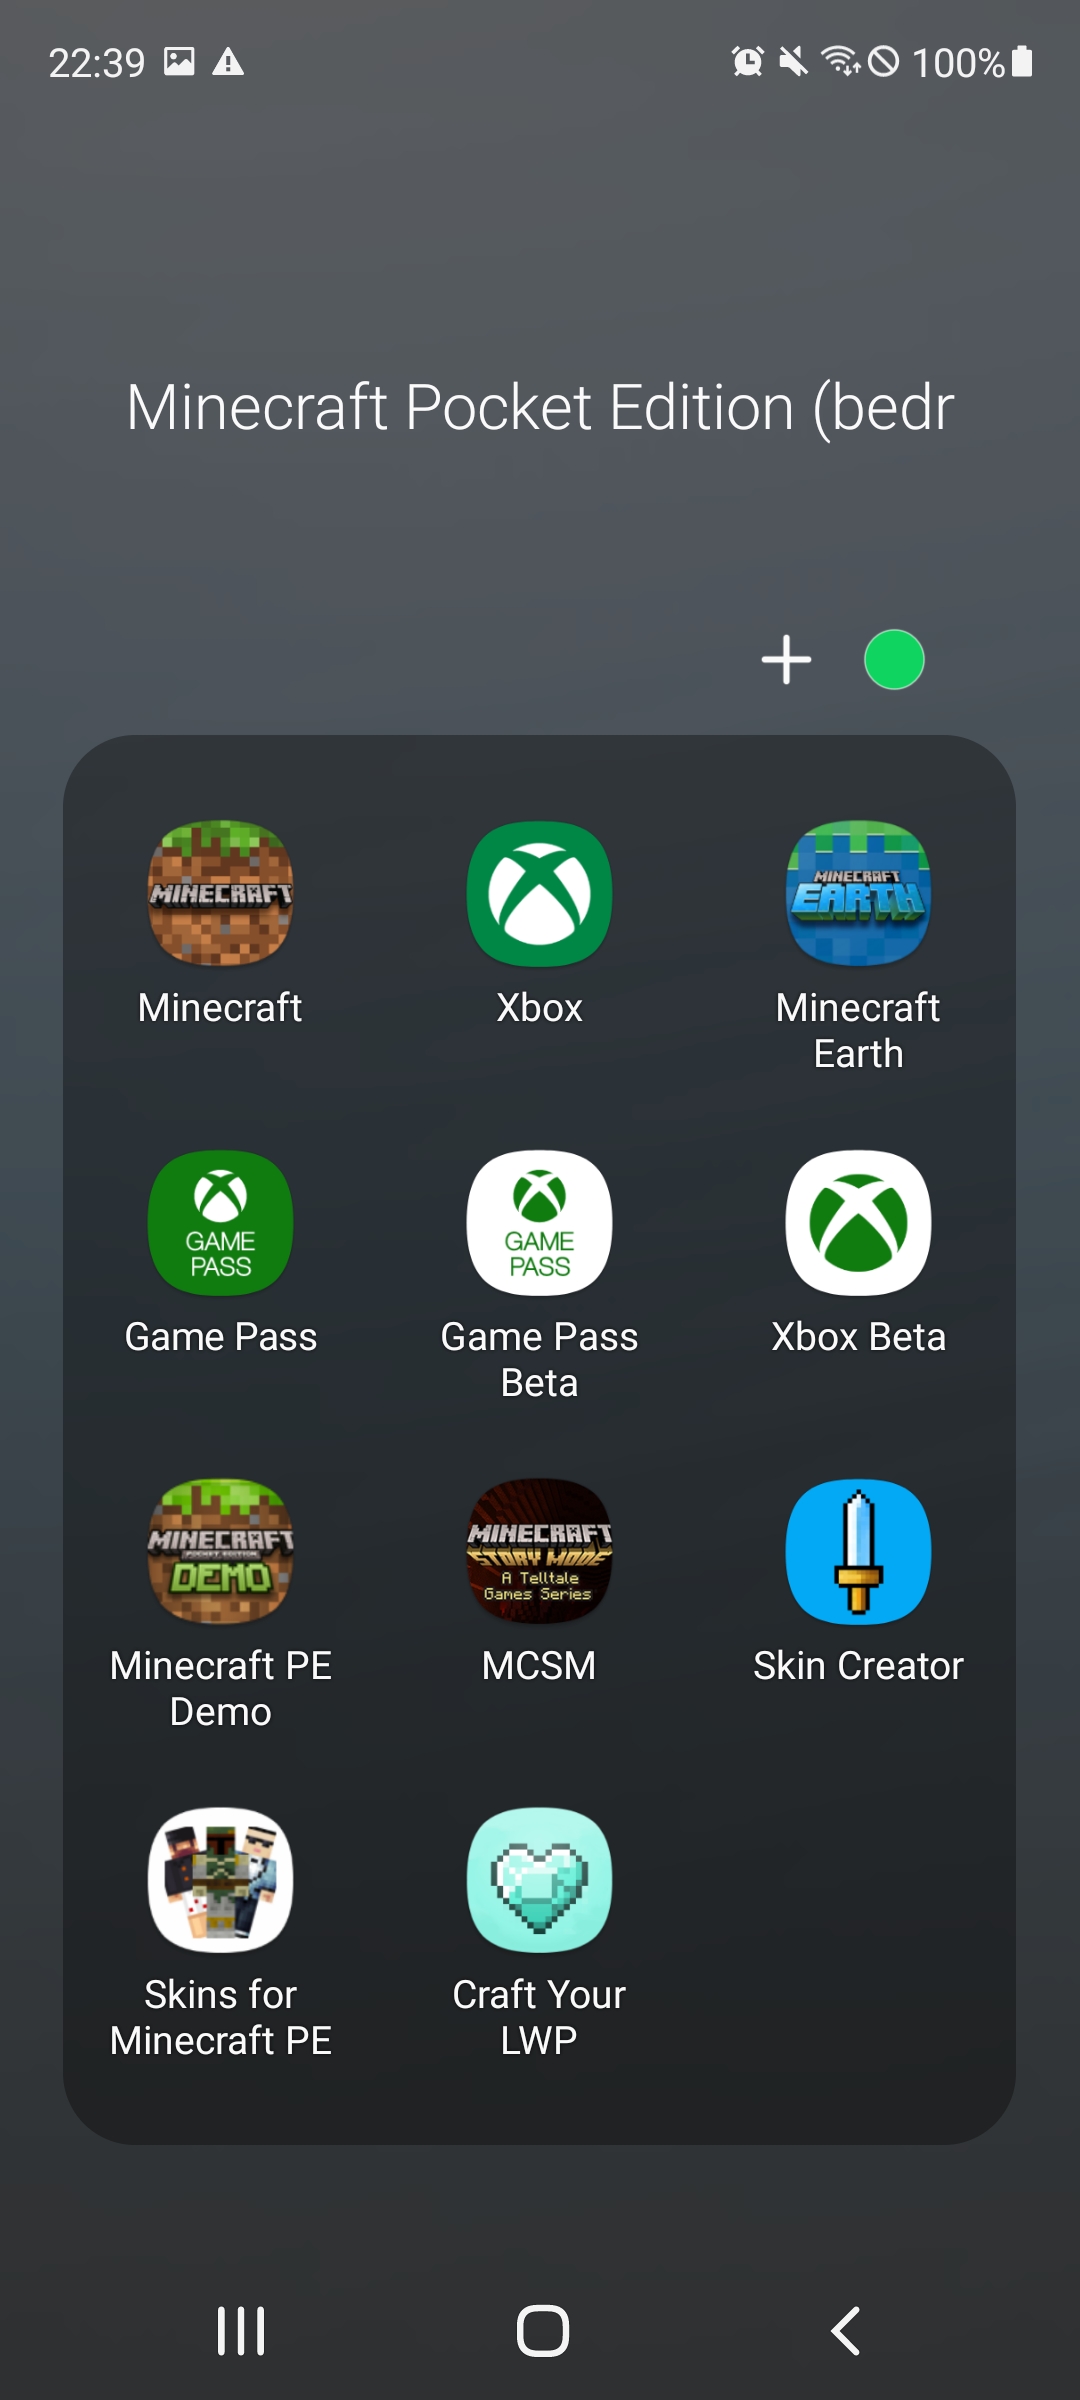 22:39 100%
Minecraft Pocket Edition (bedr
MINECRAFT
MINECRAFT
EARTH
Minecraft Xbox Minecraft
Earth
GAME
PASS
GAME
PASS
Game Pass Game Pass
Beta Xbox Beta
MINECRAFT
POCKET EDITION
DEMO
MINECRAFT
STORY MODE
A Telltale
Games Series
Minecraft PE
Demo MCSM Skin Creator
Skins for
Minecraft PE Craft Your
LWP